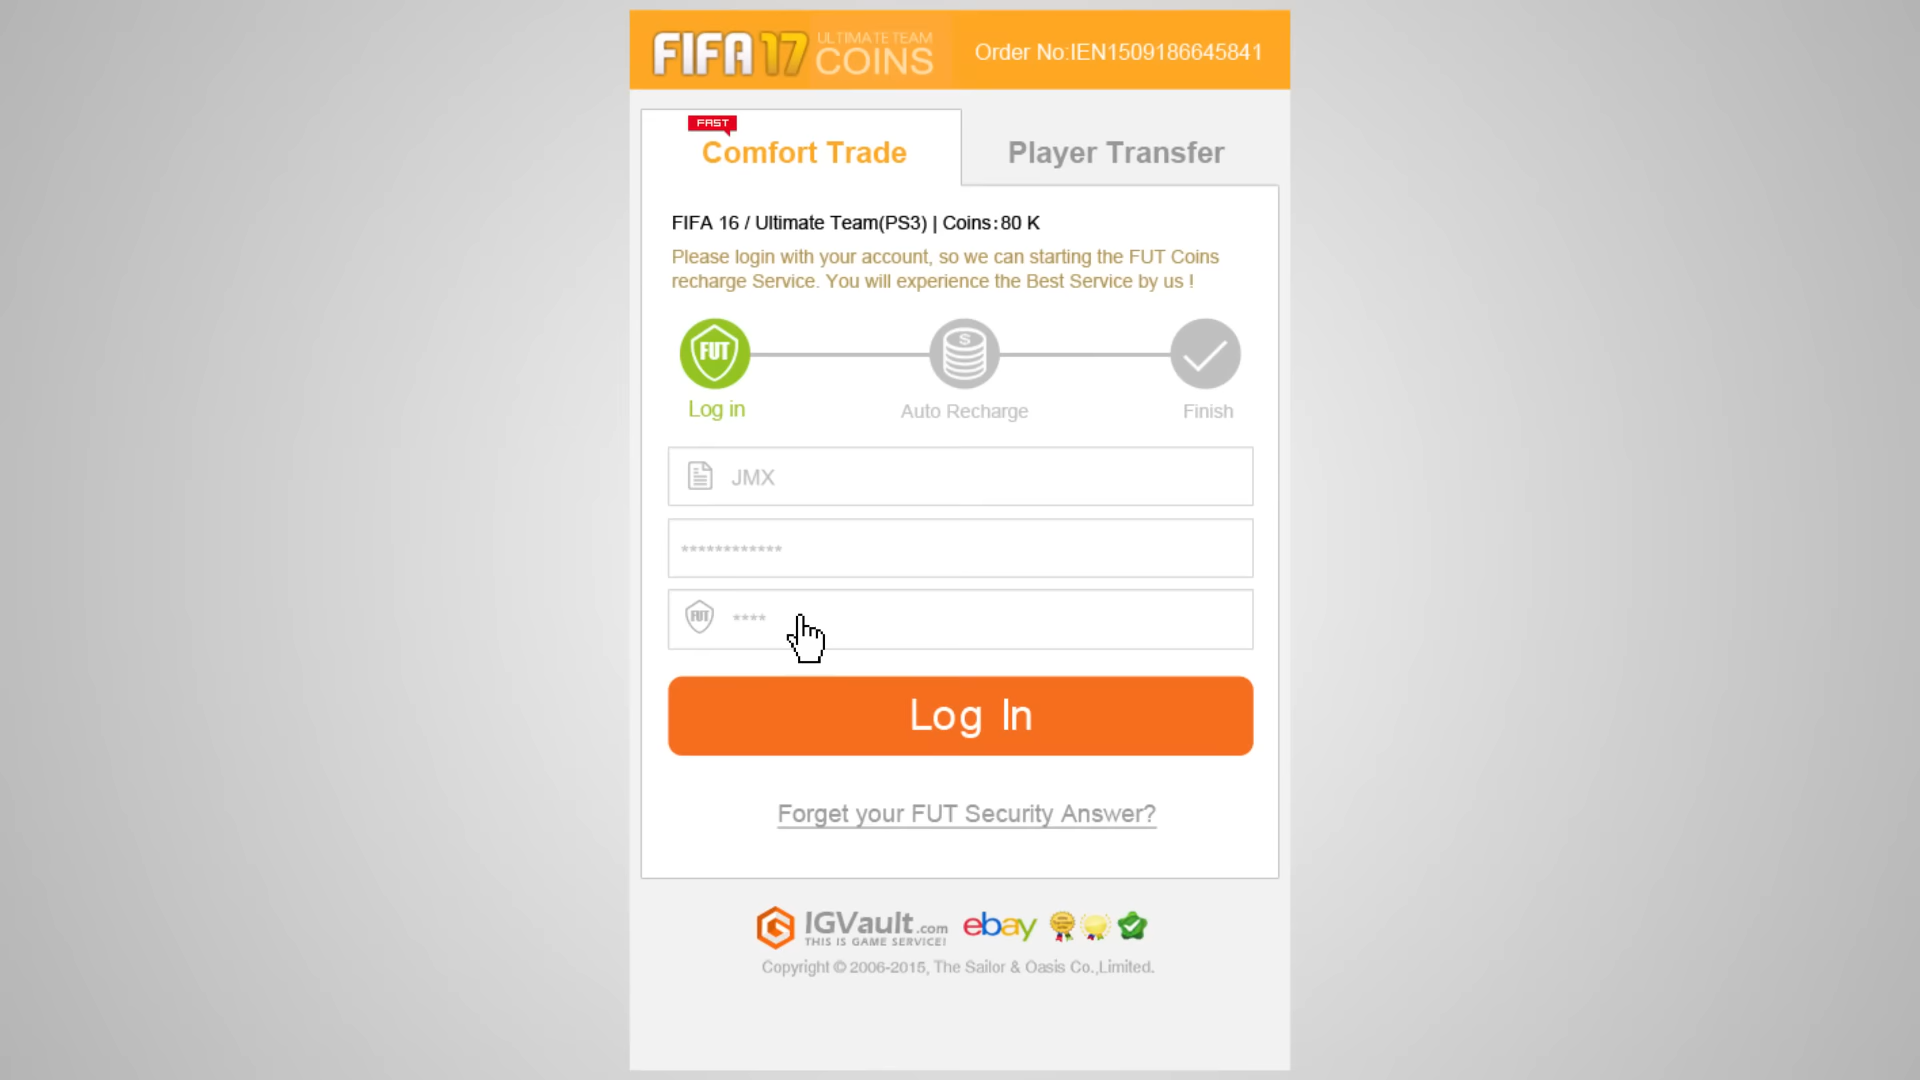 FIFA 17 ULTIMATE TEAM COINS
Order No:IEN1509186645841
FAST
Comfort Trade
Player Transfer
FIFA 16 / Ultimate Team(PS3) | Coins:80 K
Please login with your account, so we can starting the FUT Coins
recharge Service. You will experience the Best Service by us !
FUT
$
Log in
Auto Recharge
Finish
JMX
************
FUT
****
Log In
Forget your FUT Security Answer?
IGVault.com
THIS IS GAME SERVICE!
ebay
Copyright © 2006-2015, The Sailor & Oasis Co.,Limited.